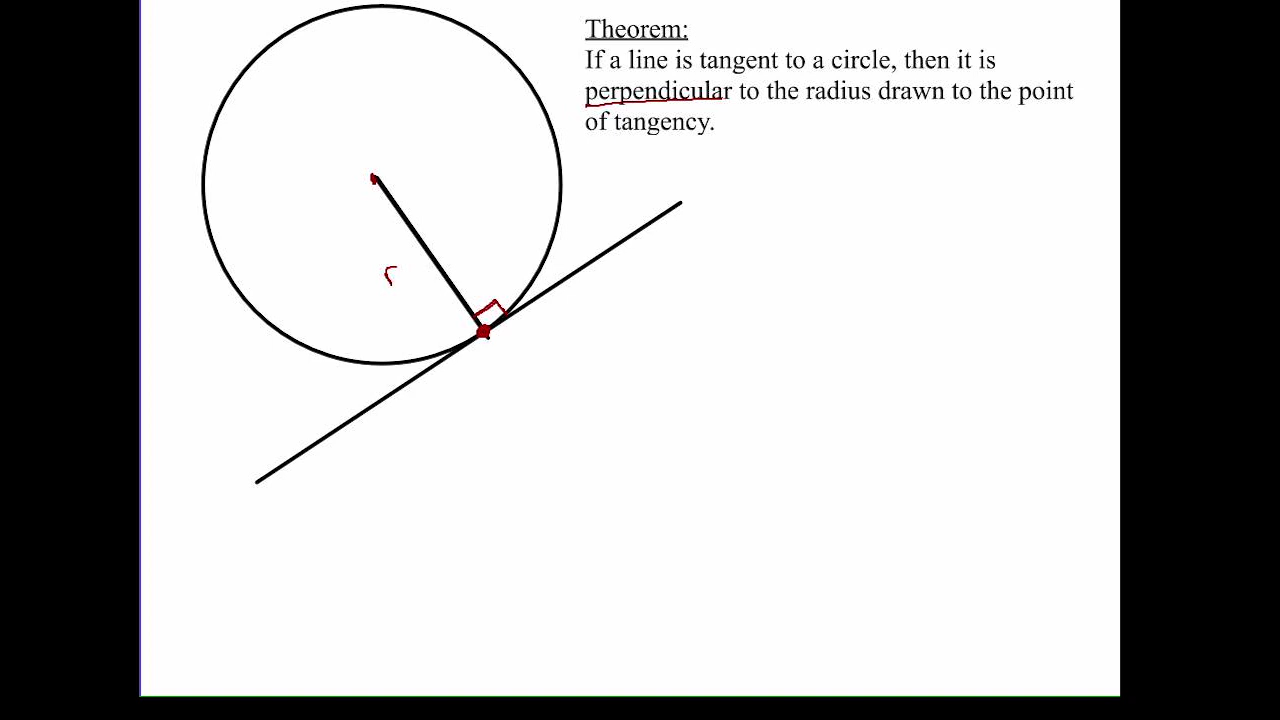 Theorem:
If a line is tangent to a circle, then it is
perpendicular to the radius drawn to the point
of tangency.
r